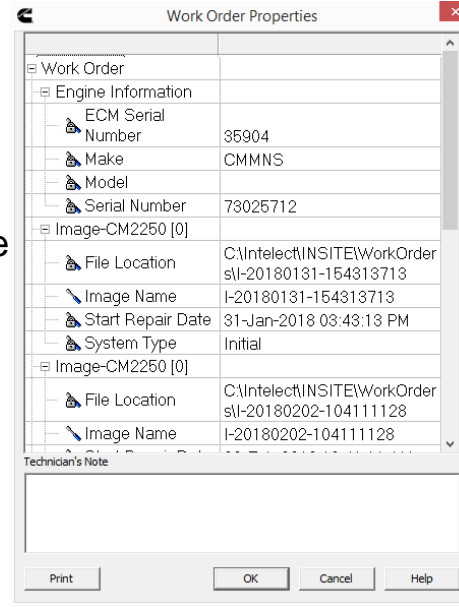 Work Order Properties
Work Order
Engine Information
ECM Serial
Number 35904
Make CMMNS
Model
Serial Number 73025712
Image-CM2250 [0]
File Location C:\Intelect\INSITE\WorkOrder
s\I-20180131-154313713
Image Name I-20180131-154313713
Start Repair Date 31-Jan-2018 03:43:13 PM
System Type Initial
Image-CM2250 [0]
e
File Location C:\Intelect\INSITE\WorkOrder
s\I-20180202-104111128
Image Name I-20180202-104111128
Technician's Note
Print OK Cancel Help